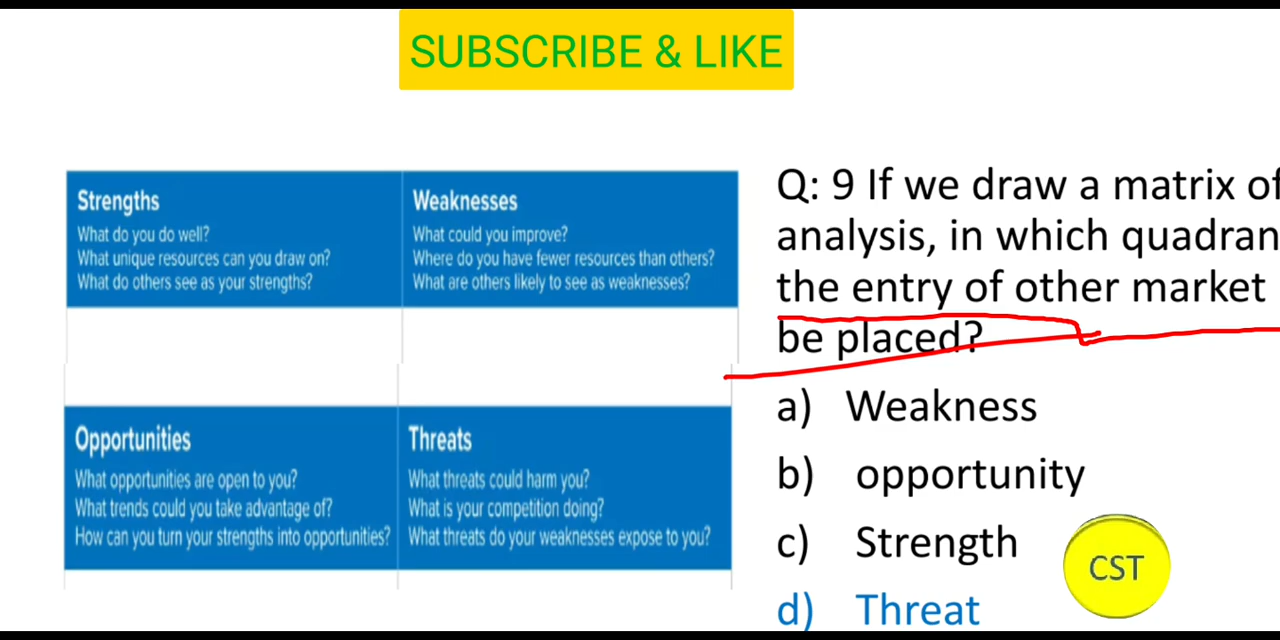 SUBSCRIBE & LIKE
Strengths
What do you do well?
What unique resources can you draw on?
What do others see as your strengths?
Weaknesses
What could you improve?
Where do you have fewer resources than others?
What are others likely to see as weaknesses?
Opportunities
What opportunities are open to you?
What trends could you take advantage of?
How can you turn your strengths into opportunities?
Threats
What threats could harm you?
What is your competition doing?
What threats do your weaknesses expose to you?
Q: 9 If we draw a matrix of
analysis, in which quadran
the entry of other market
be placed?
a) Weakness
b) opportunity
c) Strength
d) Threat
CST